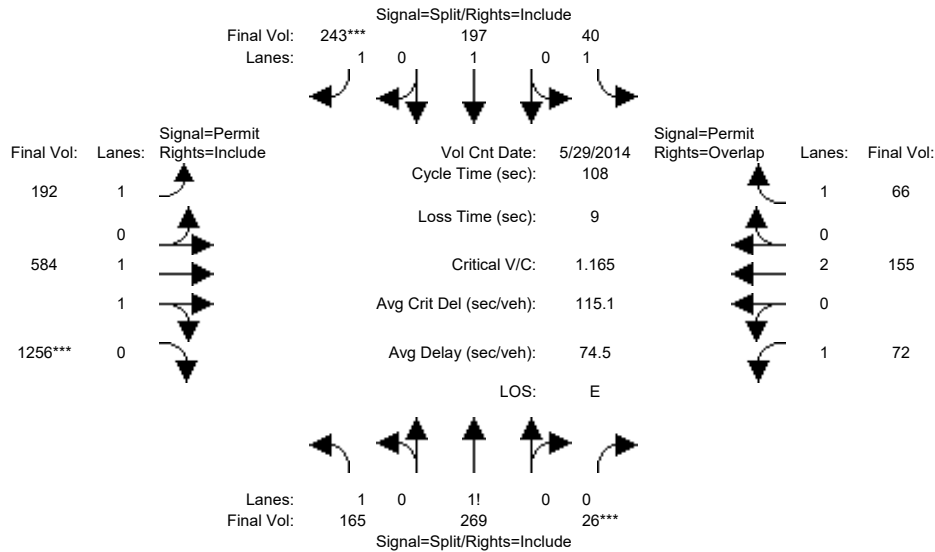 Signal=Split/Rights=Include
Final Vol: 243*** 197 40
Lanes: 1 0 1 0 1
Signal=Permit Signal=Permit
Final Vol: Lanes: Rights=Include Vol Cnt Date: 5/29/2014 Rights=Overlap Lanes: Final Vol:
Cycle Time (sec): 108
192 1 1 66
Loss Time (sec): 9
0 0
584 1 Critical V/C: 1.165 2 155
1 Avg Crit Del (sec/veh): 115.1 0
1256*** 0 Avg Delay (sec/veh): 74.5 1 72
LOS: E
Lanes: 1 0 1! 0 0
Final Vol: 165 269 26***
Signal=Split/Rights=Include